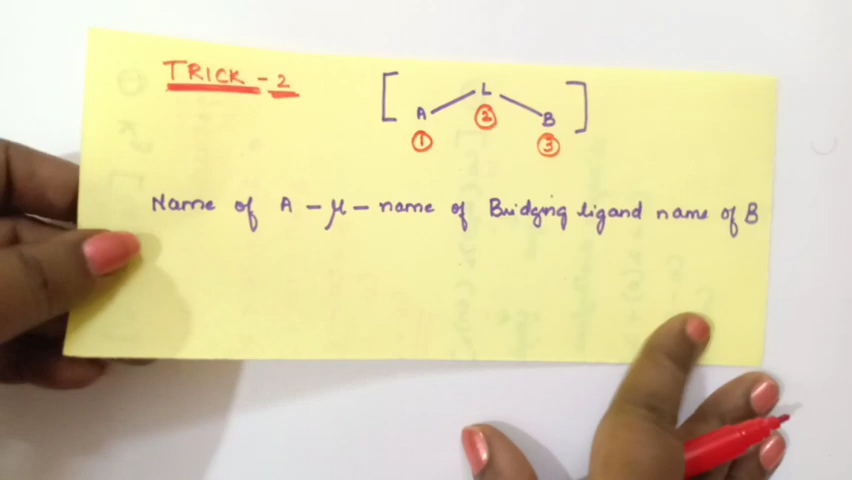 TRICK - 2
[ A L B ]
① ② ③
Name of A - μ - name of Bridging ligand name of B